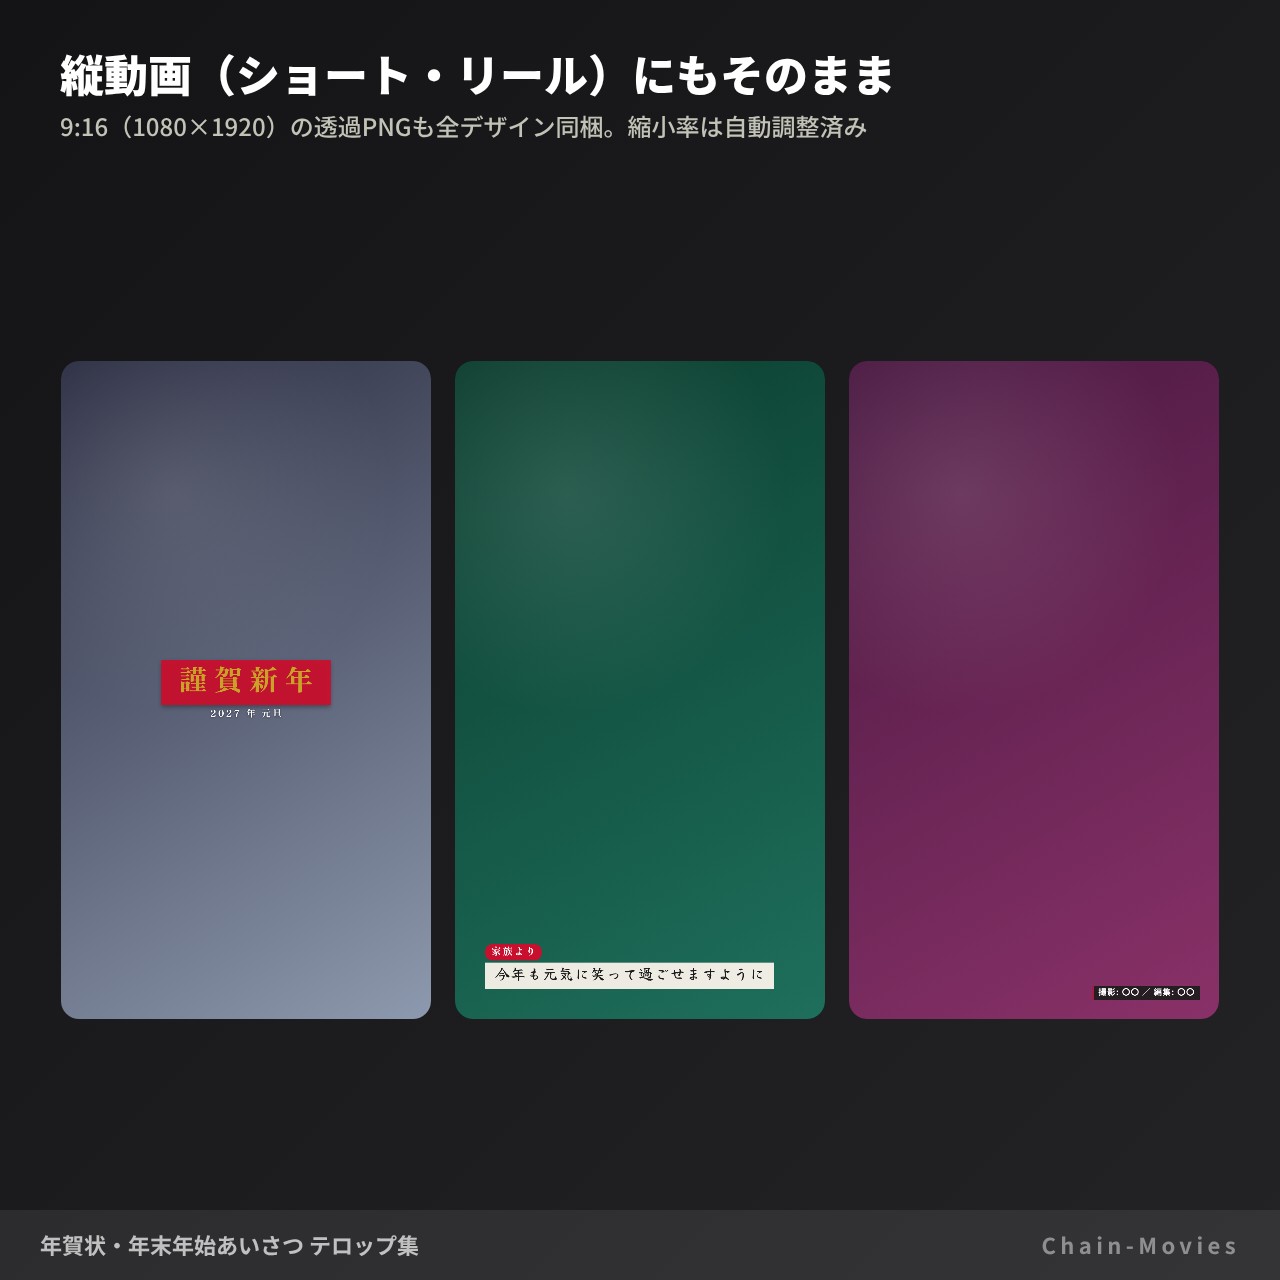 縦動画（ショート・リール）にもそのまま
9:16（1080×1920）の透過PNGも全デザイン同梱。縮小率は自動調整済み
謹賀新年
2027 年 元旦
家族より
今年も元気に笑って過ごせますように
撮影: 〇〇 ／ 編集: 〇〇
年賀状・年末年始あいさつ テロップ集
Chain-Movies